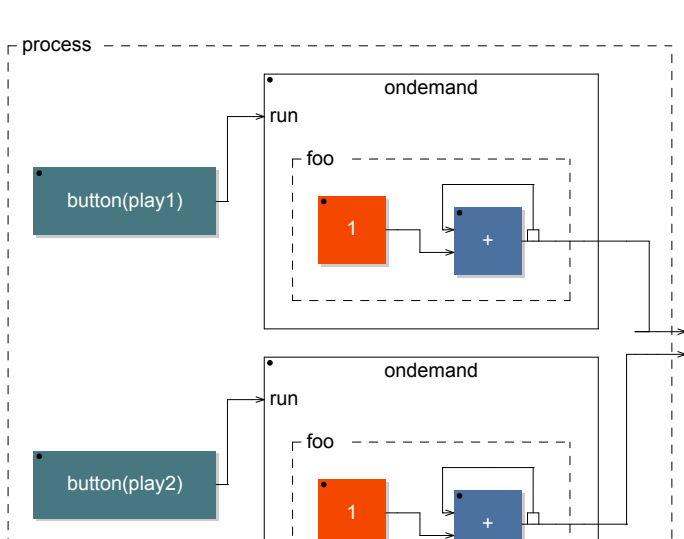 process
ondemand
run
foo
button(play1)
1
+
ondemand
run
foo
button(play2)
1
+